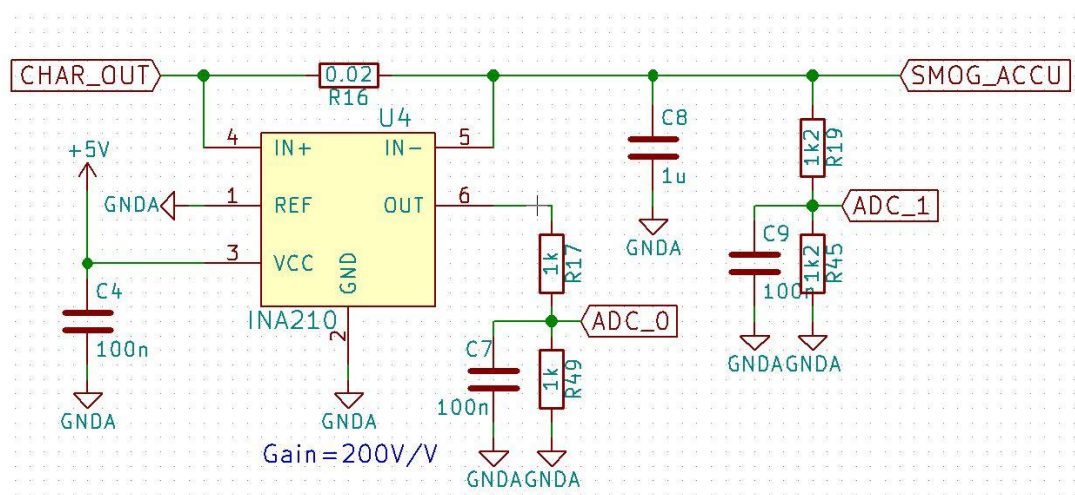 CHAR_OUT
0.02
R16
SMOG_ACCU
U4
4
IN+
IN-
5
C8
1u
GNDA
1k2
R19
+5V
GNDA
1
REF
OUT
6
ADC_1
3
VCC
GND
2
INA210
C4
100n
GNDA
GNDA
1k
R17
ADC_0
C7
100n
1k
R49
GNDA
GNDA
C9
100n
1k2
R45
GNDA
GNDA
Gain=200V/V